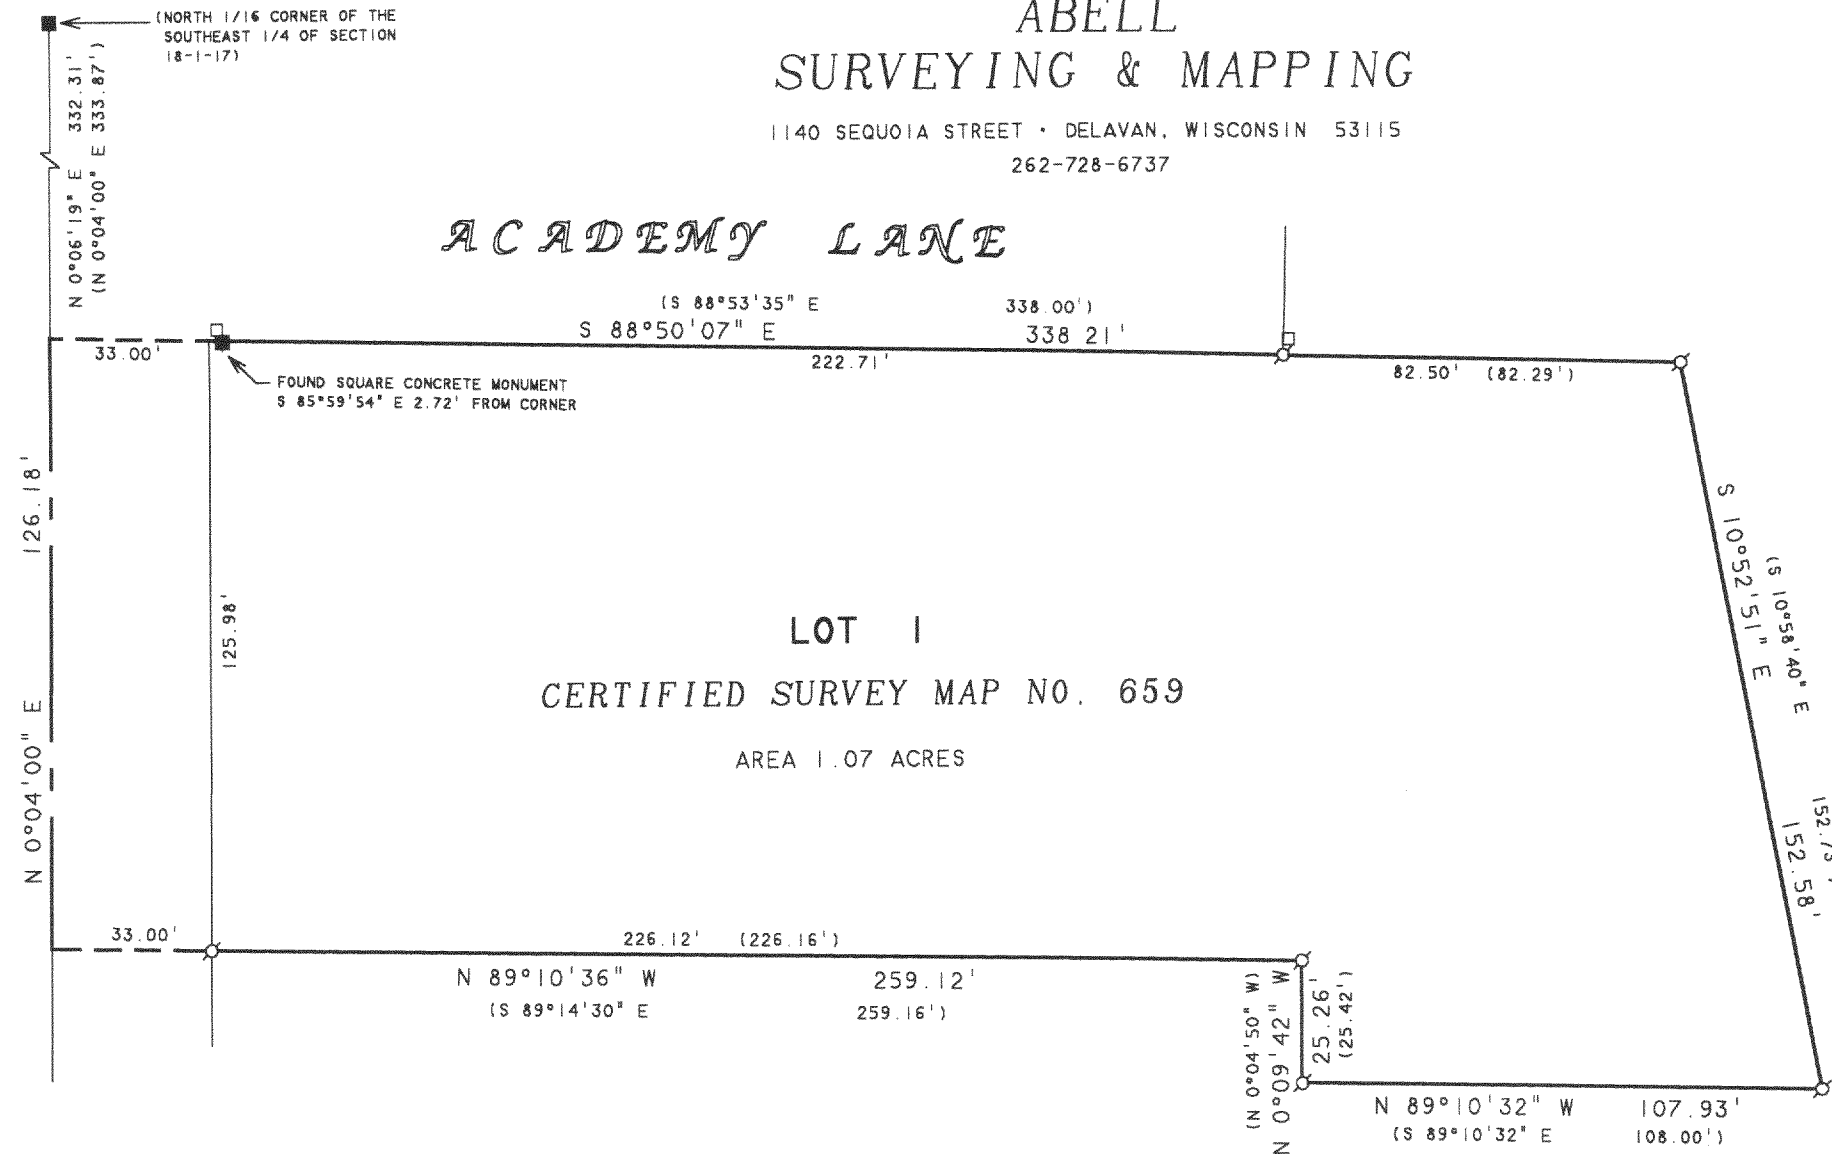 (NORTH 1/16 CORNER OF THE
SOUTHEAST 1/4 OF SECTION
18-1-17)
N 0°06'19" E 332.31'
(N 0°04'00" E 333.87')
ABELL
SURVEYING & MAPPING
1140 SEQUOIA STREET · DELAVAN, WISCONSIN 53115
262-728-6737
ACADEMY LANE
(S 88°53'35" E 338.00')
S 88°50'07" E 338 21'
33.00'
222.71'
82.50' (82.29')
FOUND SQUARE CONCRETE MONUMENT
S 85°59'54" E 2.72' FROM CORNER
N 0°04'00" E 126.18'
125.98'
LOT 1
CERTIFIED SURVEY MAP NO. 659
AREA 1.07 ACRES
S 10°52'51" E 152.58'
(S 10°58'40" E
33.00'
226.12' (226.16')
N 89°10'36" W 259.12'
(S 89°14'30" E 259.16')
(N 0°04'50" W)
N 0°09'42" W
25.26'
(25.42')
N 89°10'32" W 107.93'
(S 89°10'32" E 108.00')